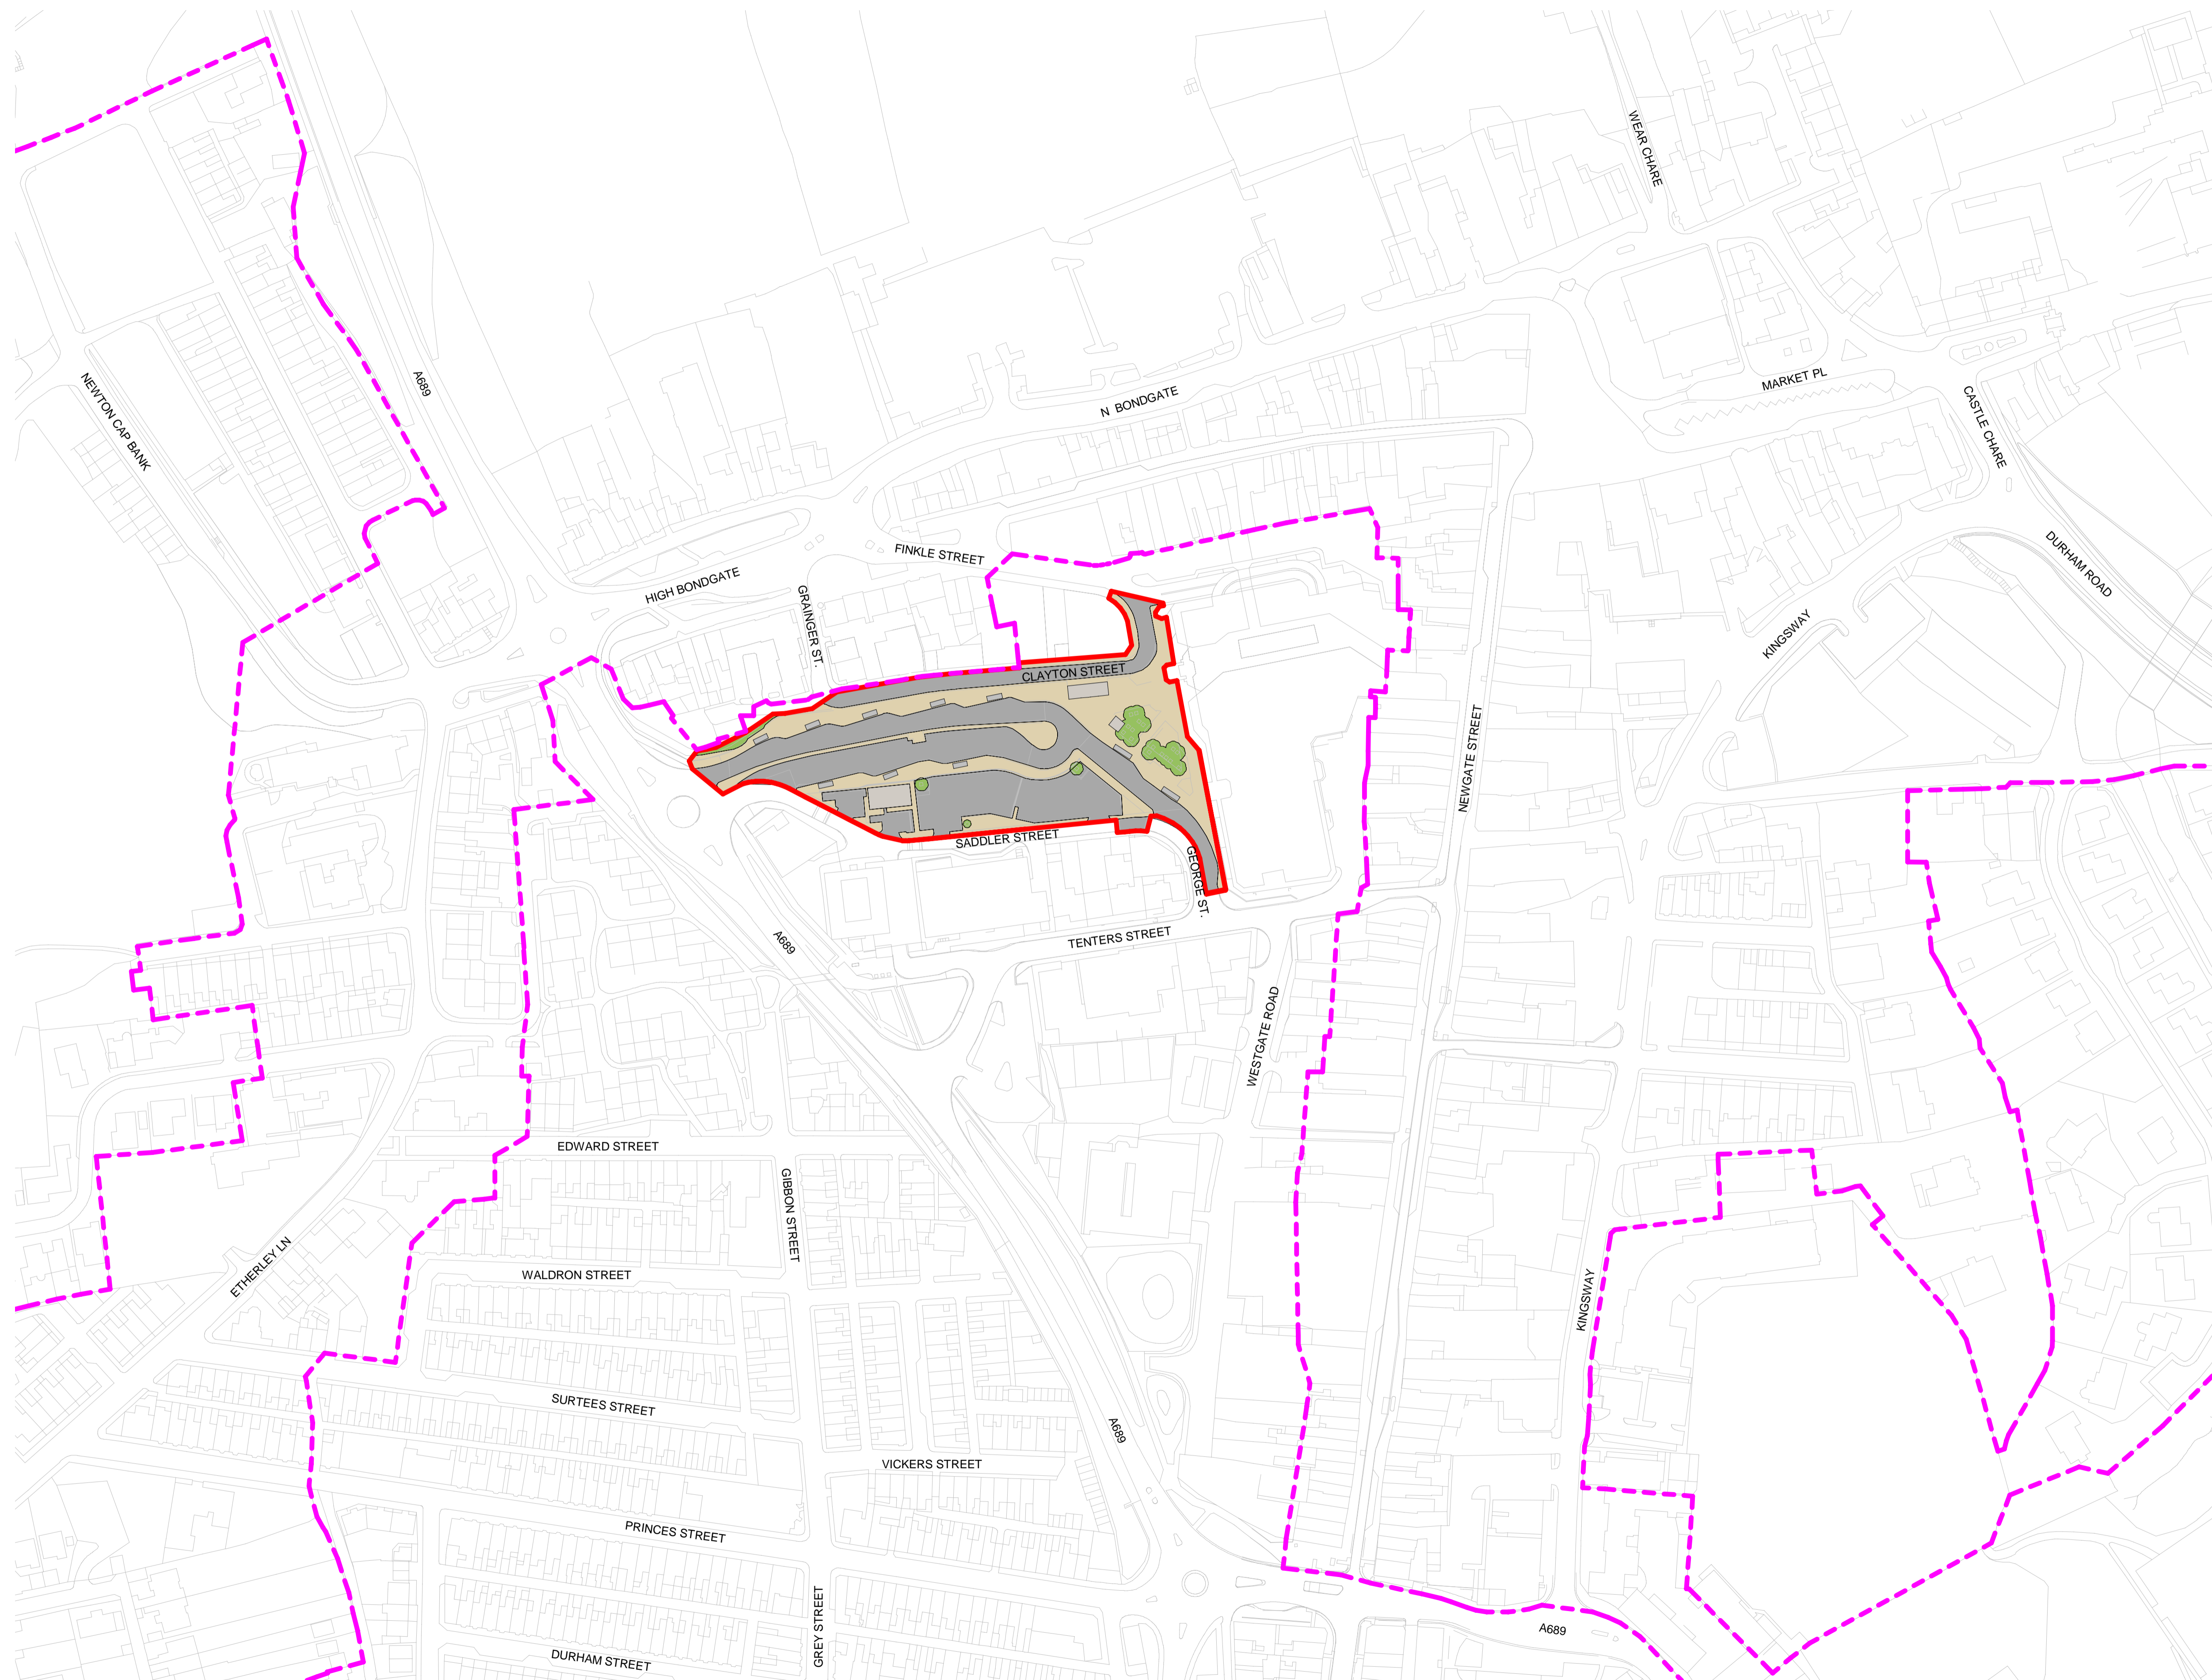 WEAR CHARE
A689
NEWTON CAP BANK
N BONDGATE
MARKET PL
CASTLE CHARE
FINKLE STREET
HIGH BONDGATE
GRAINGER ST.
DURHAM ROAD
KINGSWAY
CLAYTON STREET
NEWGATE STREET
SADDLER STREET
GEORGE ST.
TENTERS STREET
A689
WESTGATE ROAD
EDWARD STREET
GIBBON STREET
ETHERLEY LN
WALDRON STREET
KINGSWAY
SURTEES STREET
A689
VICKERS STREET
PRINCES STREET
GREY STREET
A689
DURHAM STREET